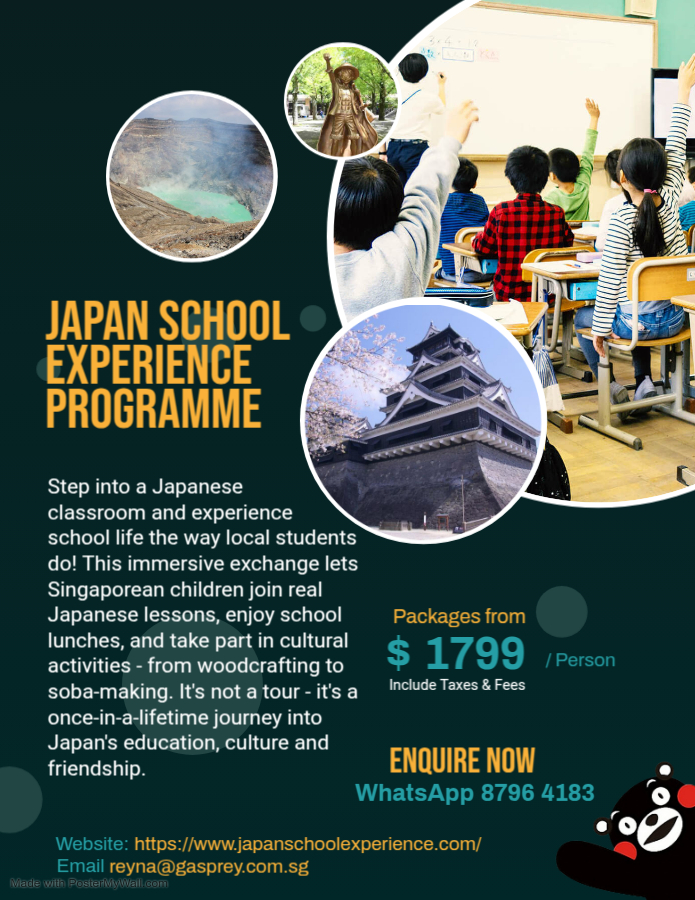 JAPAN SCHOOL
EXPERIENCE
PROGRAMME
Step into a Japanese
classroom and experience
school life the way local students
do! This immersive exchange lets
Singaporean children join real
Japanese lessons, enjoy school
lunches, and take part in cultural
activities - from woodcrafting to
soba-making. It's not a tour - it's a
once-in-a-lifetime journey into
Japan's education, culture and
friendship.
Packages from
$ 1799 / Person
Include Taxes & Fees
ENQUIRE NOW
WhatsApp 8796 4183
Website: https://www.japanschoolexperience.com/
Email reyna@gasprey.com.sg
Made with PosterMyWall.com